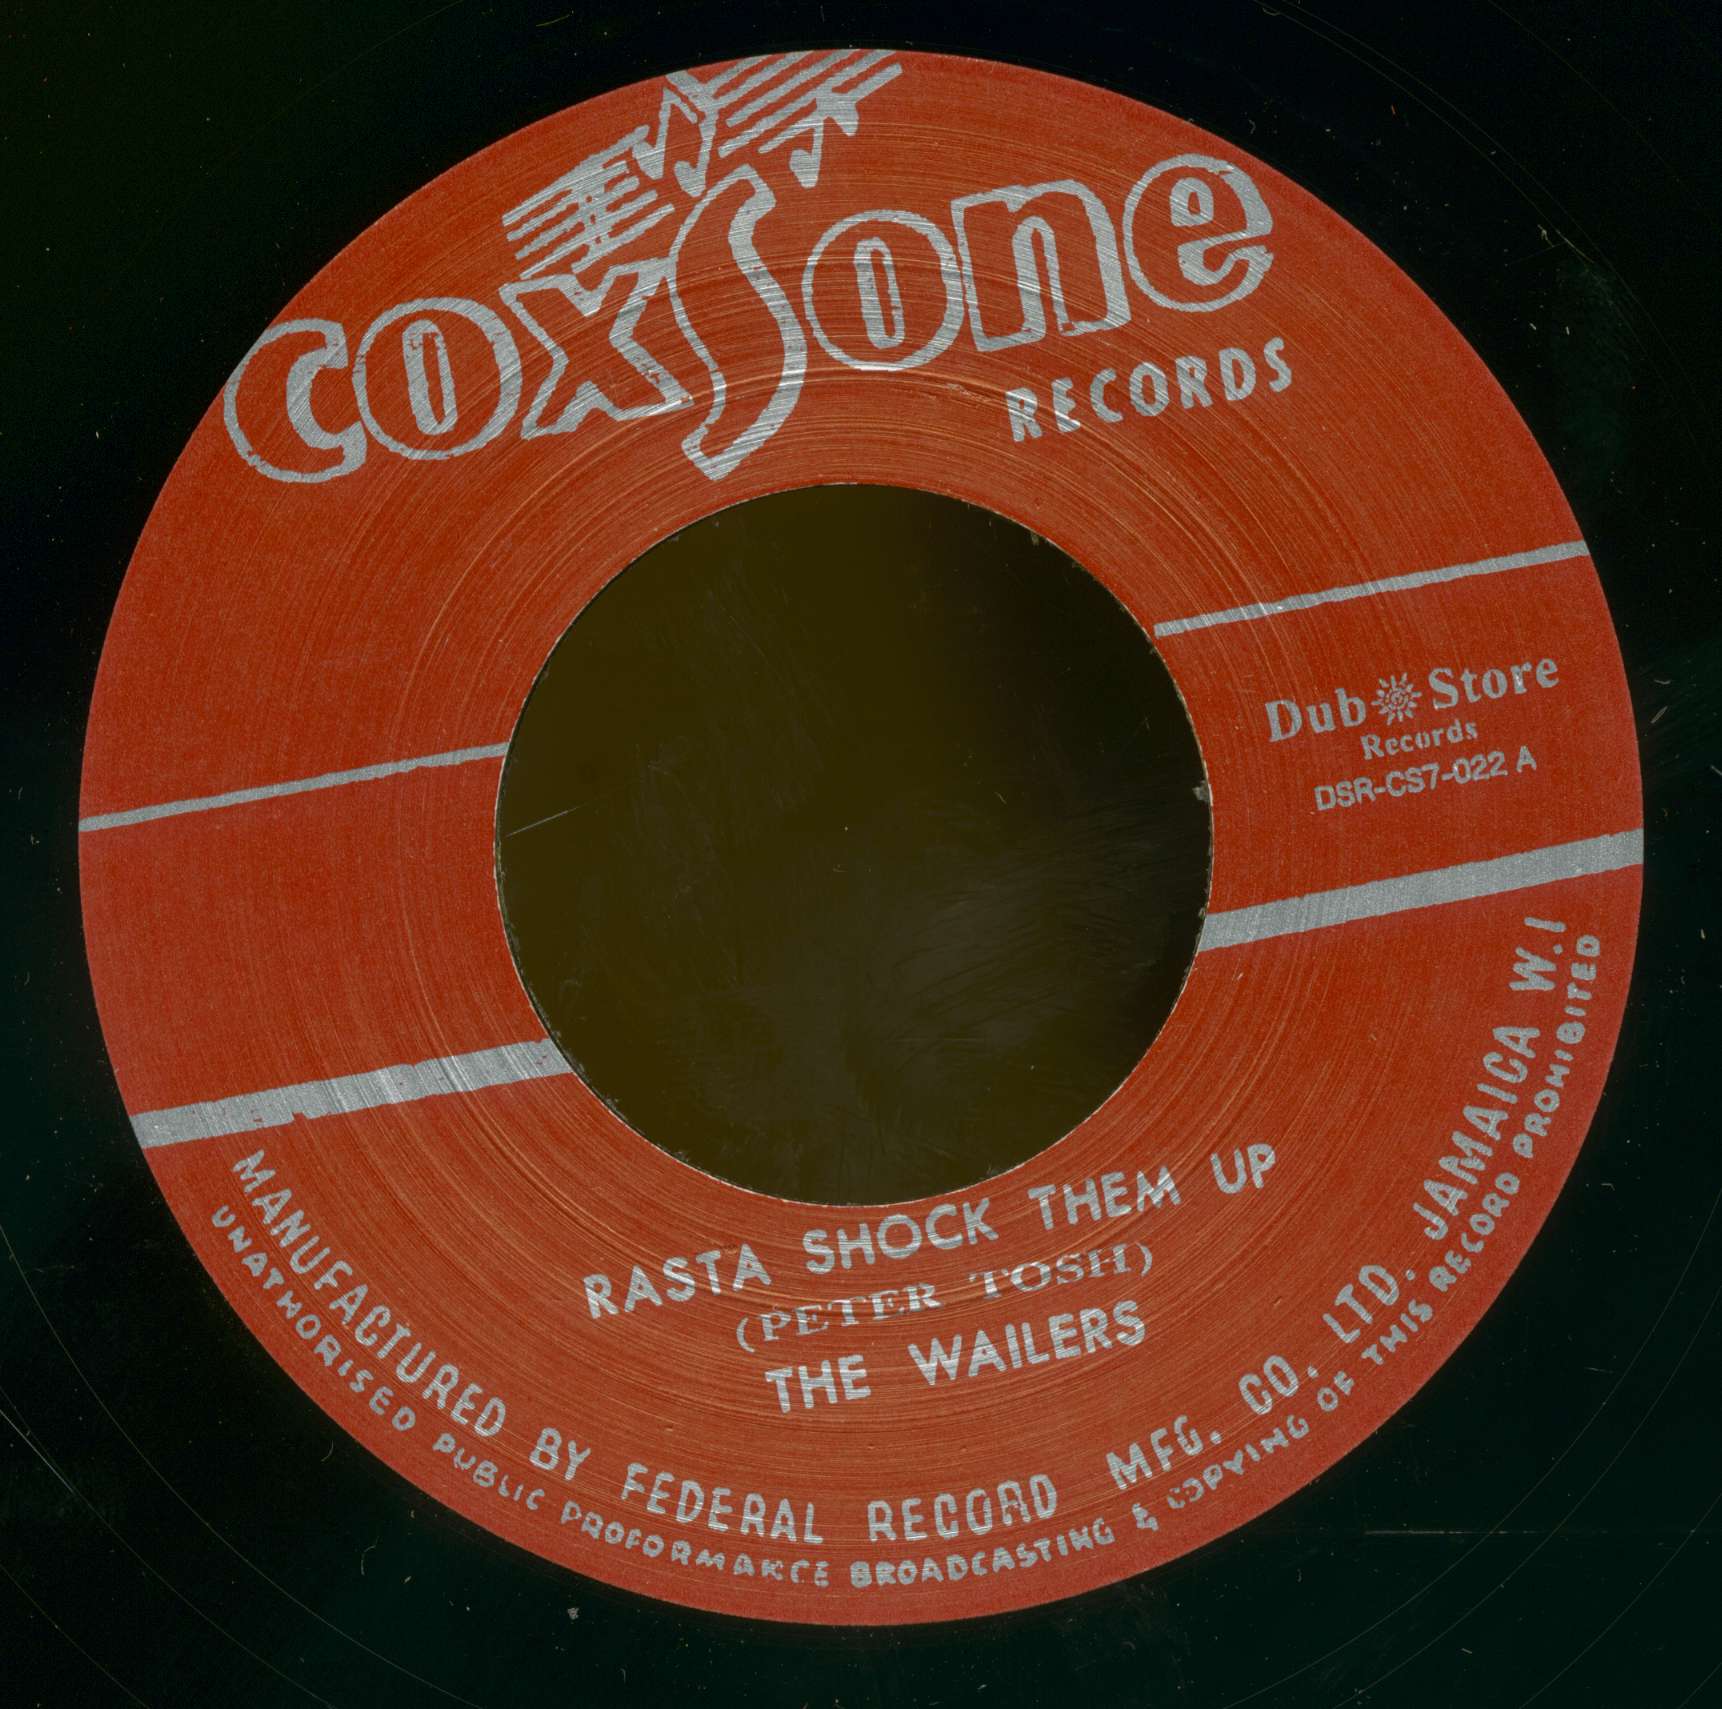 coxsone
RECORDS
Dub Store
Records
DSR-CS7-022 A
RASTA SHOCK THEM UP
(PETER TOSH)
THE WAILERS
MANUFACTURED BY FEDERAL RECORD MFG. CO. LTD. JAMAICA W.I
UNATHORISED PUBLIC PROFORMANCE BROADCASTING & COPYING OF THIS RECORD PROHIBITED